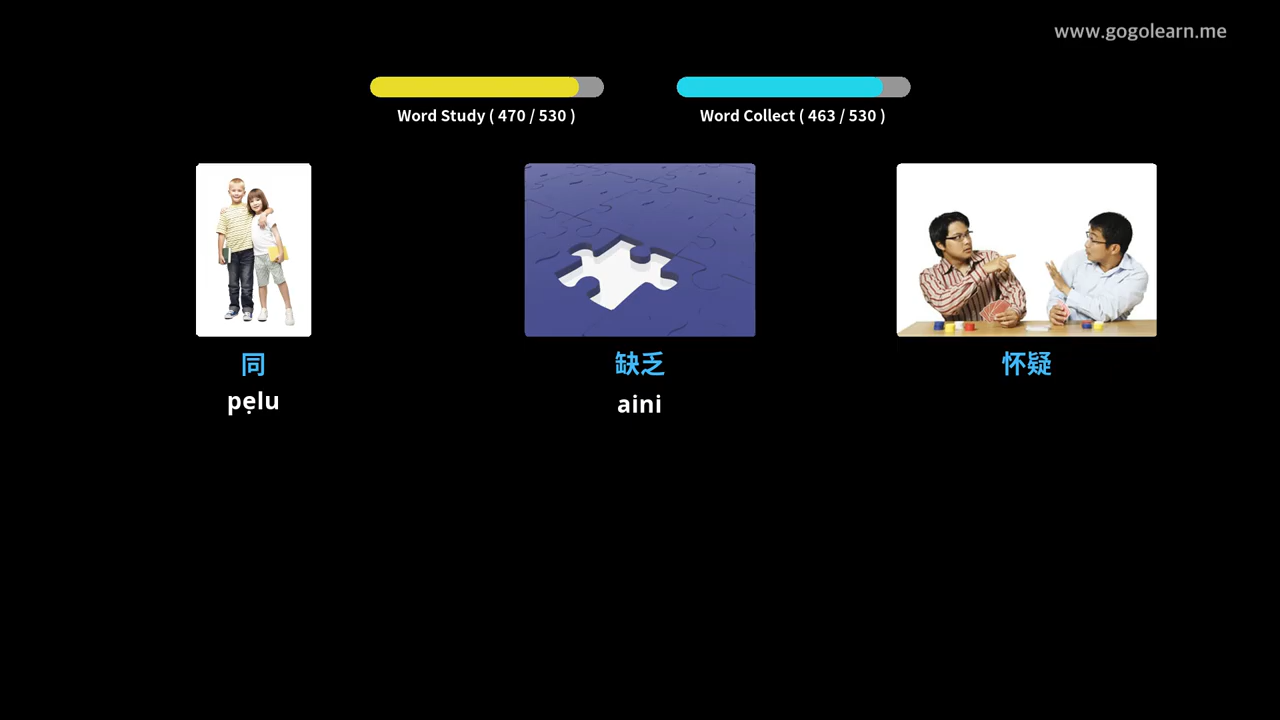 www.gogolearn.me
Word Study ( 470 / 530 )
Word Collect ( 463 / 530 )
同
pẹlu
缺乏
aini
怀疑